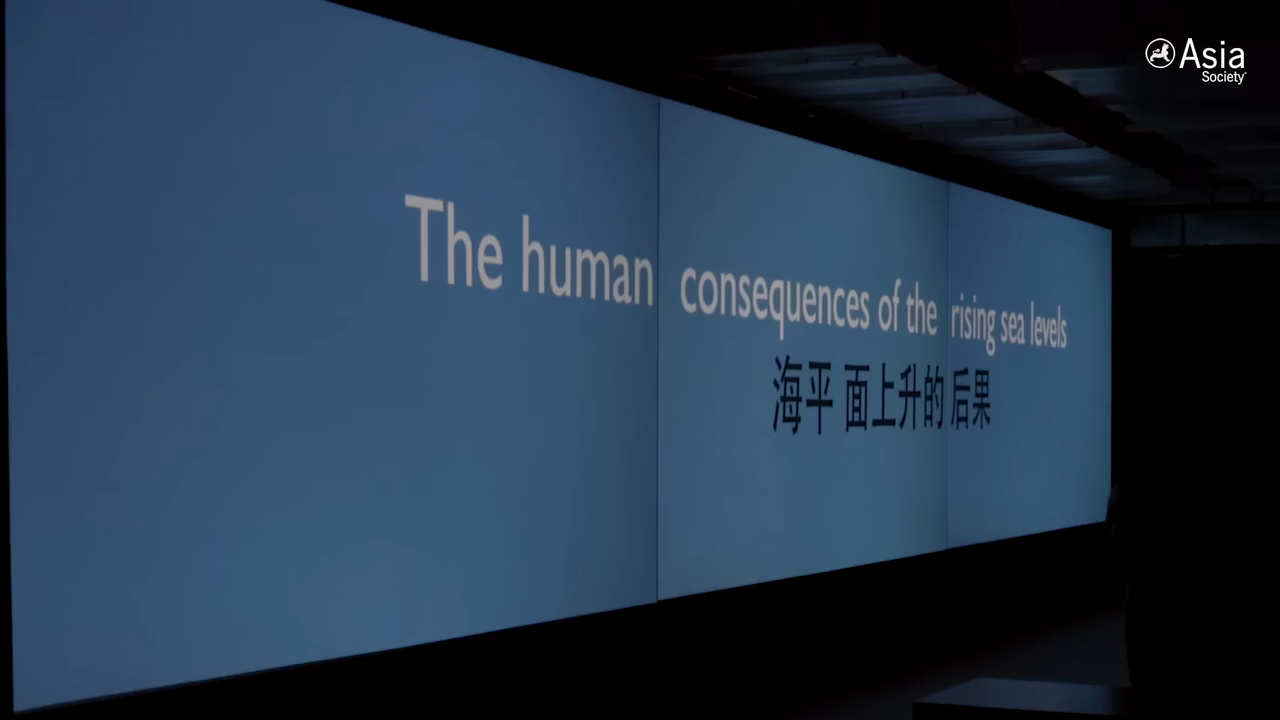 Asia
Society
The human consequences of the rising sea levels
海平面上升的后果